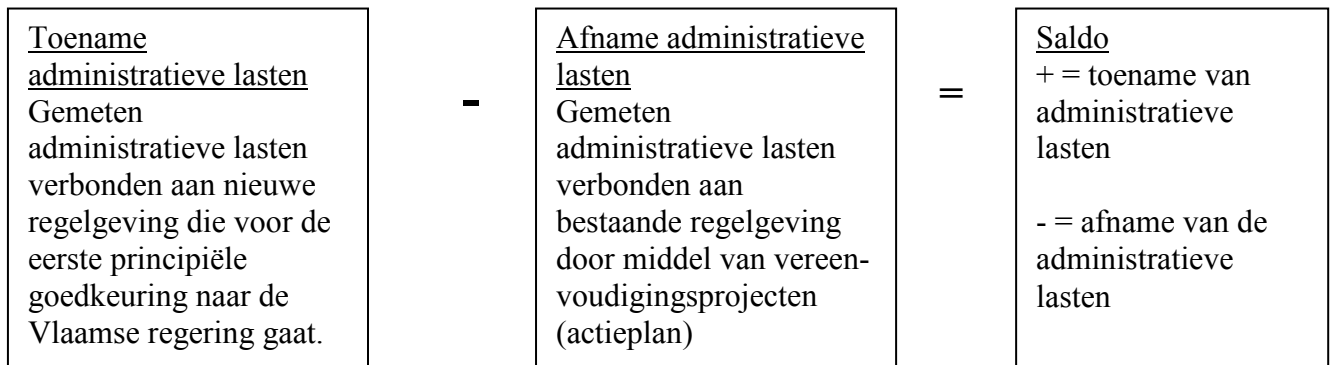 Toename
administratieve lasten
Gemeten
administratieve lasten
verbonden aan nieuwe
regelgeving die voor de
eerste principiële
goedkeuring naar de
Vlaamse regering gaat.
-
Afname administratieve
lasten
Gemeten
administratieve lasten
verbonden aan
bestaande regelgeving
door middel van vereen-
voudigingsprojecten
(actieplan)
=
Saldo
+ = toename van
administratieve
lasten
- = afname van de
administratieve
lasten